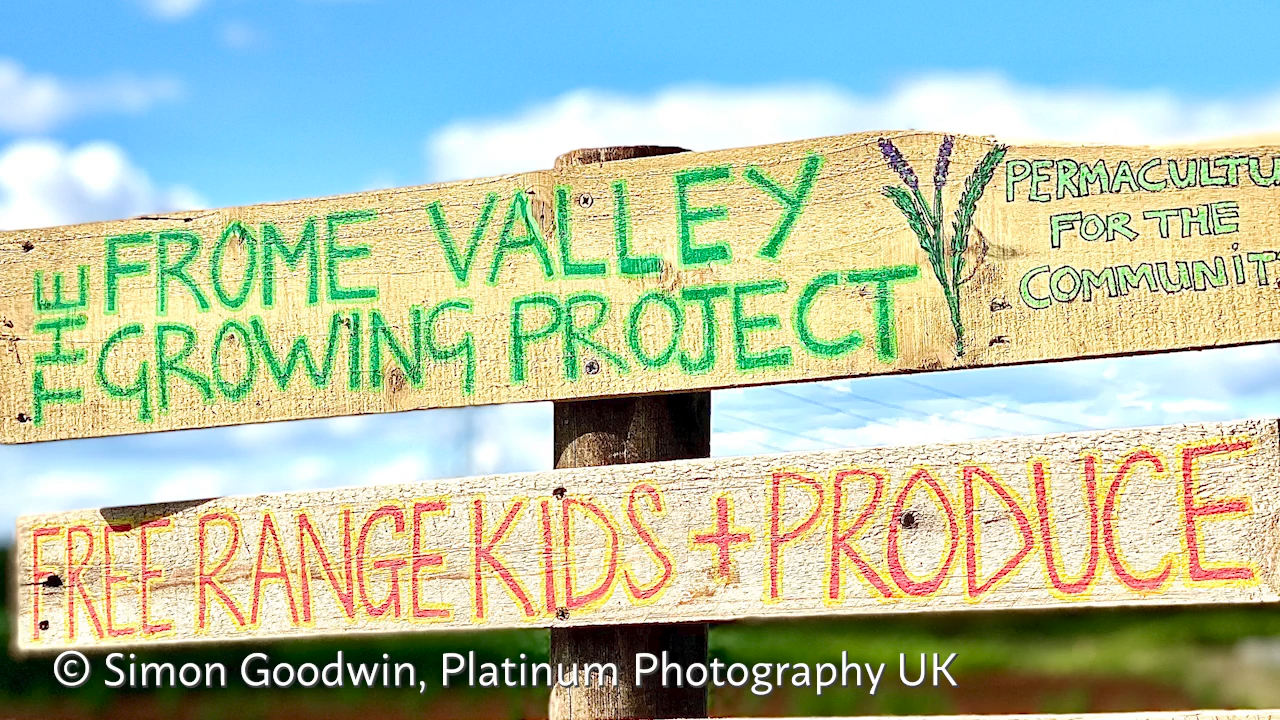 THE FROME VALLEY
GROWING PROJECT
PERMACULTU
FOR THE
COMMUNIT
FREE RANGE KIDS + PRODUCE
© Simon Goodwin, Platinum Photography UK